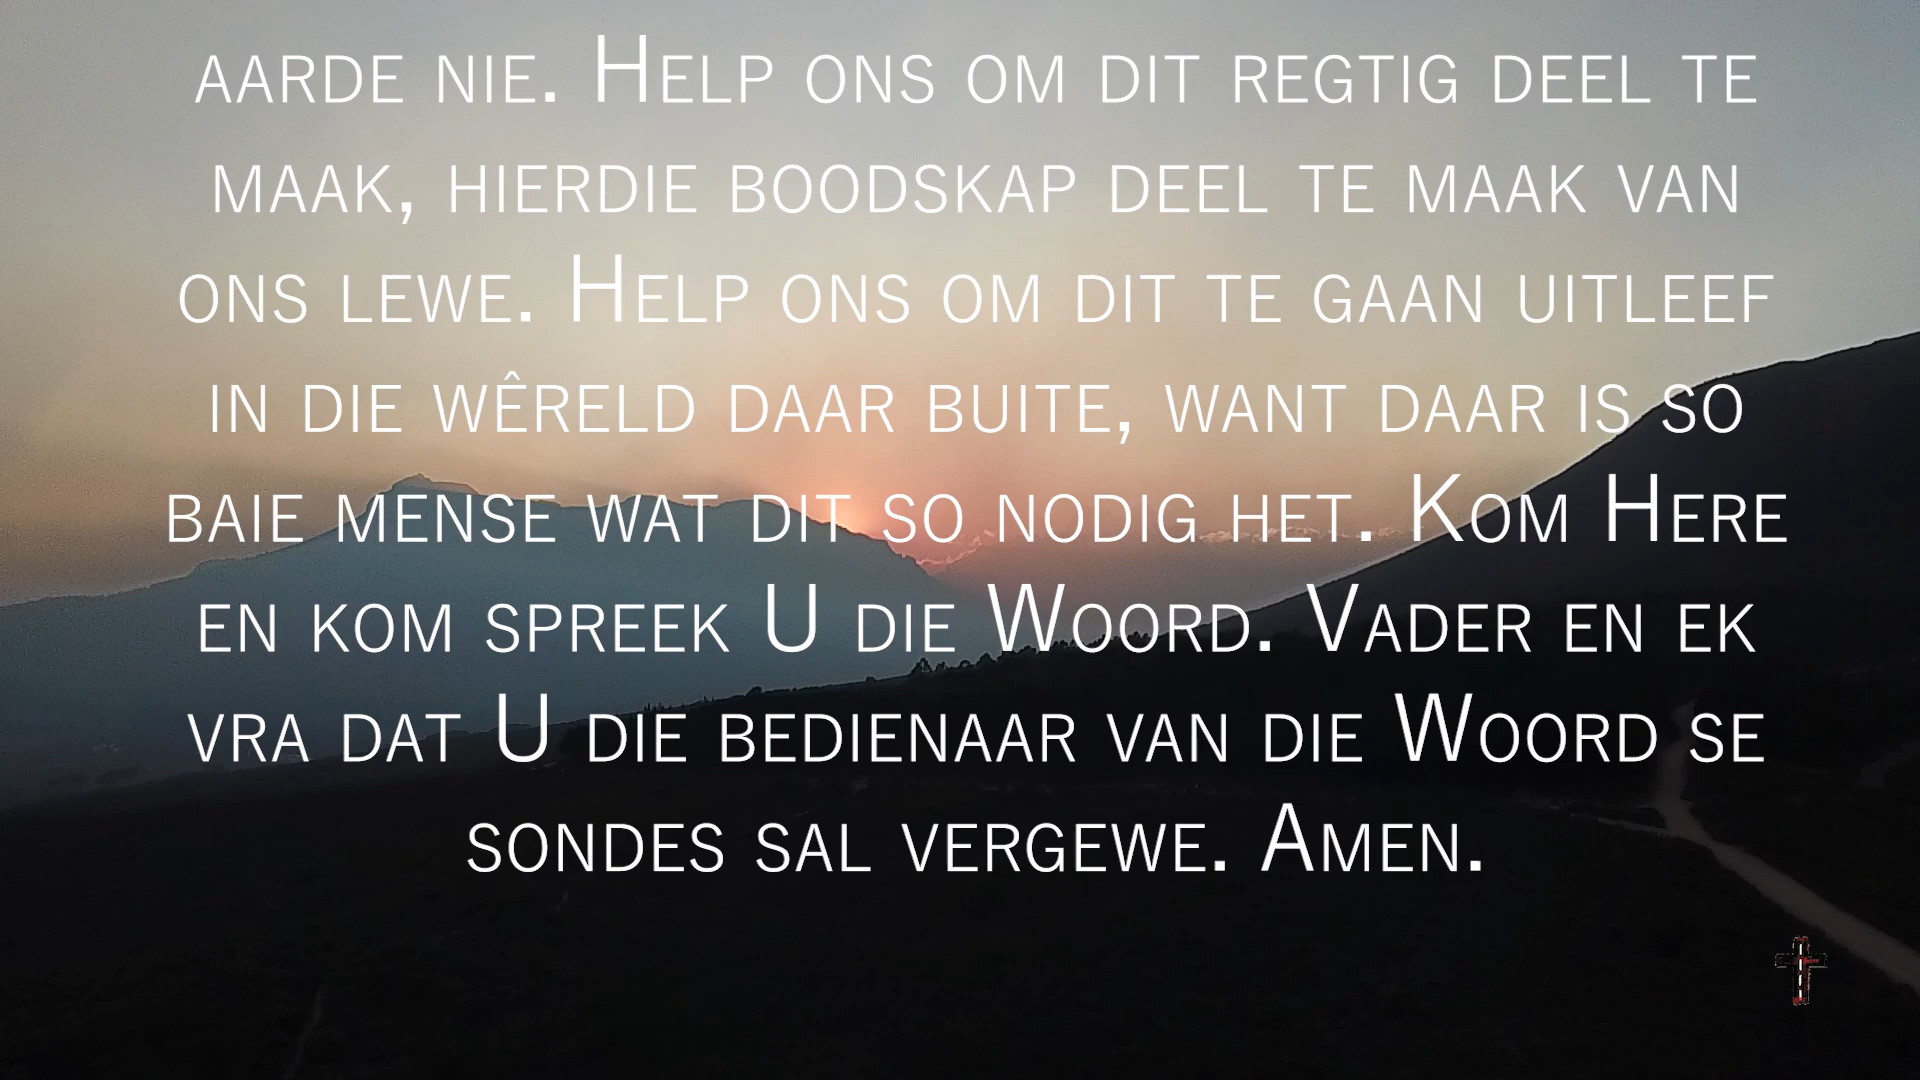 aarde nie. Help ons om dit regtig deel te
maak, hierdie boodskap deel te maak van
ons lewe. Help ons om dit te gaan uitleef
in die wêreld daar buite, want daar is so
baie mense wat dit so nodig het. Kom Here
en kom spreek U die Woord. Vader en ek
vra dat U die bedienaar van die Woord se
sondes sal vergewe. Amen.